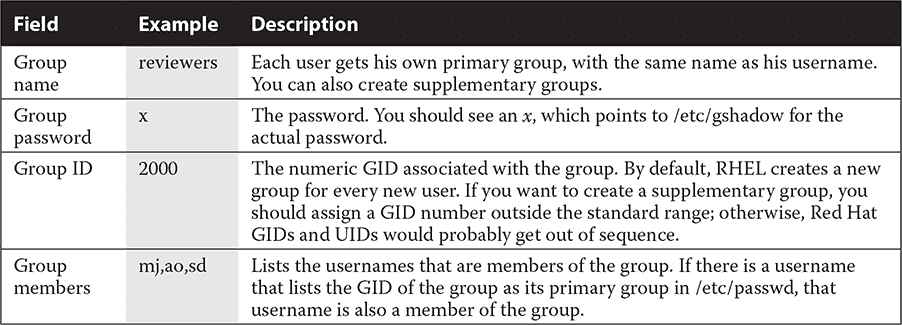 Field Example Description
Group name reviewers Each user gets his own primary group, with the same name as his username.
You can also create supplementary groups.
Group password x The password. You should see an x, which points to /etc/gshadow for the
actual password.
Group ID 2000 The numeric GID associated with the group. By default, RHEL creates a new
group for every new user. If you want to create a supplementary group, you
should assign a GID number outside the standard range; otherwise, Red Hat
GIDs and UIDs would probably get out of sequence.
Group members mj,ao,sd Lists the usernames that are members of the group. If there is a username
that lists the GID of the group as its primary group in /etc/passwd, that
username is also a member of the group.